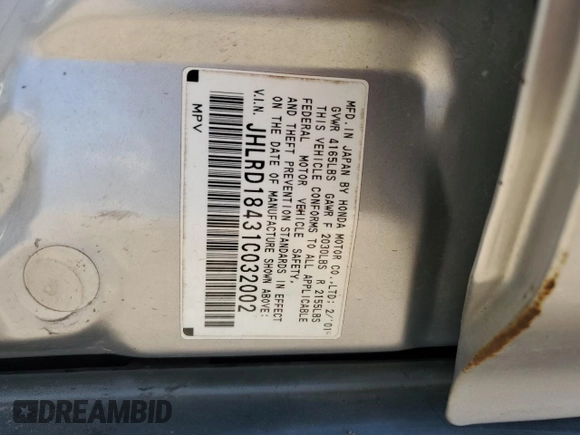 MFD. IN JAPAN BY HONDA MOTOR CO., LTD: 2/'01
GVWR 4165LBS GAWR F 2030LBS R 2155LBS
THIS VEHICLE CONFORMS TO ALL APPLICABLE
FEDERAL MOTOR VEHICLE SAFETY,
AND THEFT PREVENTION STANDARDS IN EFFECT
ON THE DATE OF MANUFACTURE SHOWN ABOVE:
V.I.N. JHLRD18431C032002
MPV
DREAMBID